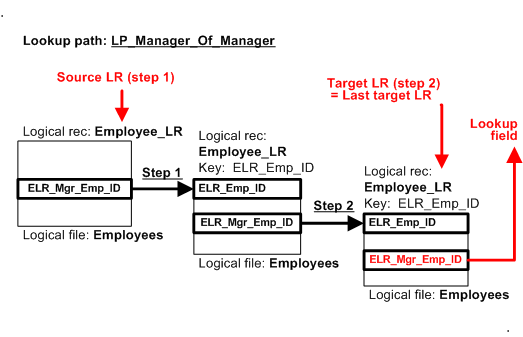 Lookup path: LP_Manager_Of_Manager
Source LR (step 1)
Target LR (step 2)
= Last target LR
Lookup
field
Logical rec: Employee_LR
ELR_Mgr_Emp_ID
Logical file: Employees
Step 1
Logical rec:
Employee_LR
Key: ELR_Emp_ID
ELR_Emp_ID
ELR_Mgr_Emp_ID
Logical file: Employees
Step 2
Logical rec:
Employee_LR
Key: ELR_Emp_ID
ELR_Emp_ID
ELR_Mgr_Emp_ID
Logical file: Employees